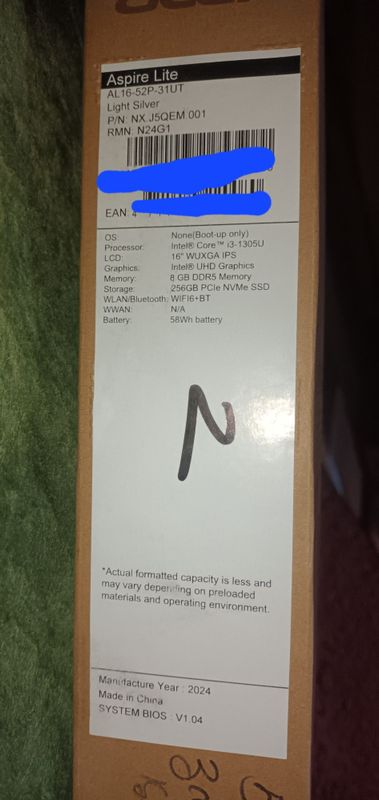 acer
Aspire Lite
AL16-52P-31UT
Light Silver
P/N: NX.J5QEM.001
RMN: N24G1
EAN: 4
OS: None(Boot-up only)
Processor: Intel® Core™ i3-1305U
LCD: 16" WUXGA IPS
Graphics: Intel® UHD Graphics
Memory: 8 GB DDR5 Memory
Storage: 256GB PCIe NVMe SSD
WLAN/Bluetooth: WIFI6+BT
WWAN: N/A
Battery: 58Wh battery
N
*Actual formatted capacity is less and
may vary depending on preloaded
materials and operating environment.
Manufacture Year : 2024
Made in China
SYSTEM BIOS : V1.04